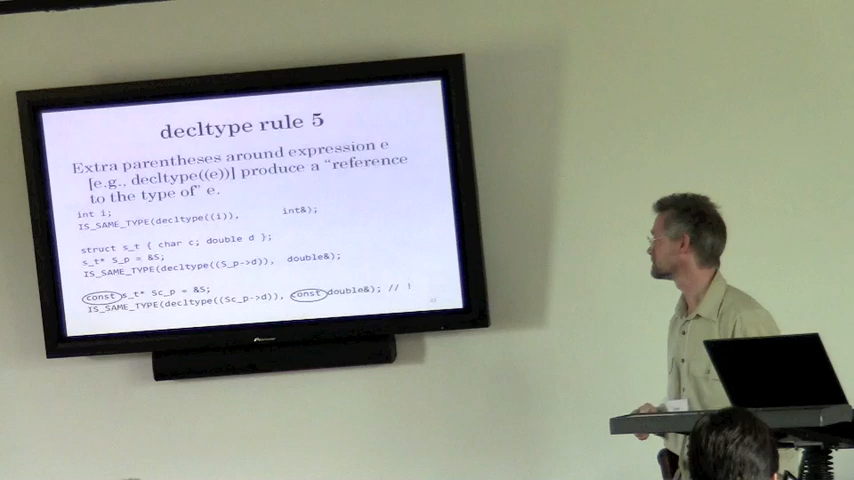 decltype rule 5
Extra parentheses around expression e
[e.g., decltype((e))] produce a “reference
to the type of” e.
int i;
IS_SAME_TYPE(decltype((i)), int&);
struct s_t { char c; double d };
s_t* S_p = &S;
IS_SAME_TYPE(decltype((S_p->d)), double&);
const s_t* Sc_p = &S;
IS_SAME_TYPE(decltype((Sc_p->d)), const double&); // !
Pioneer